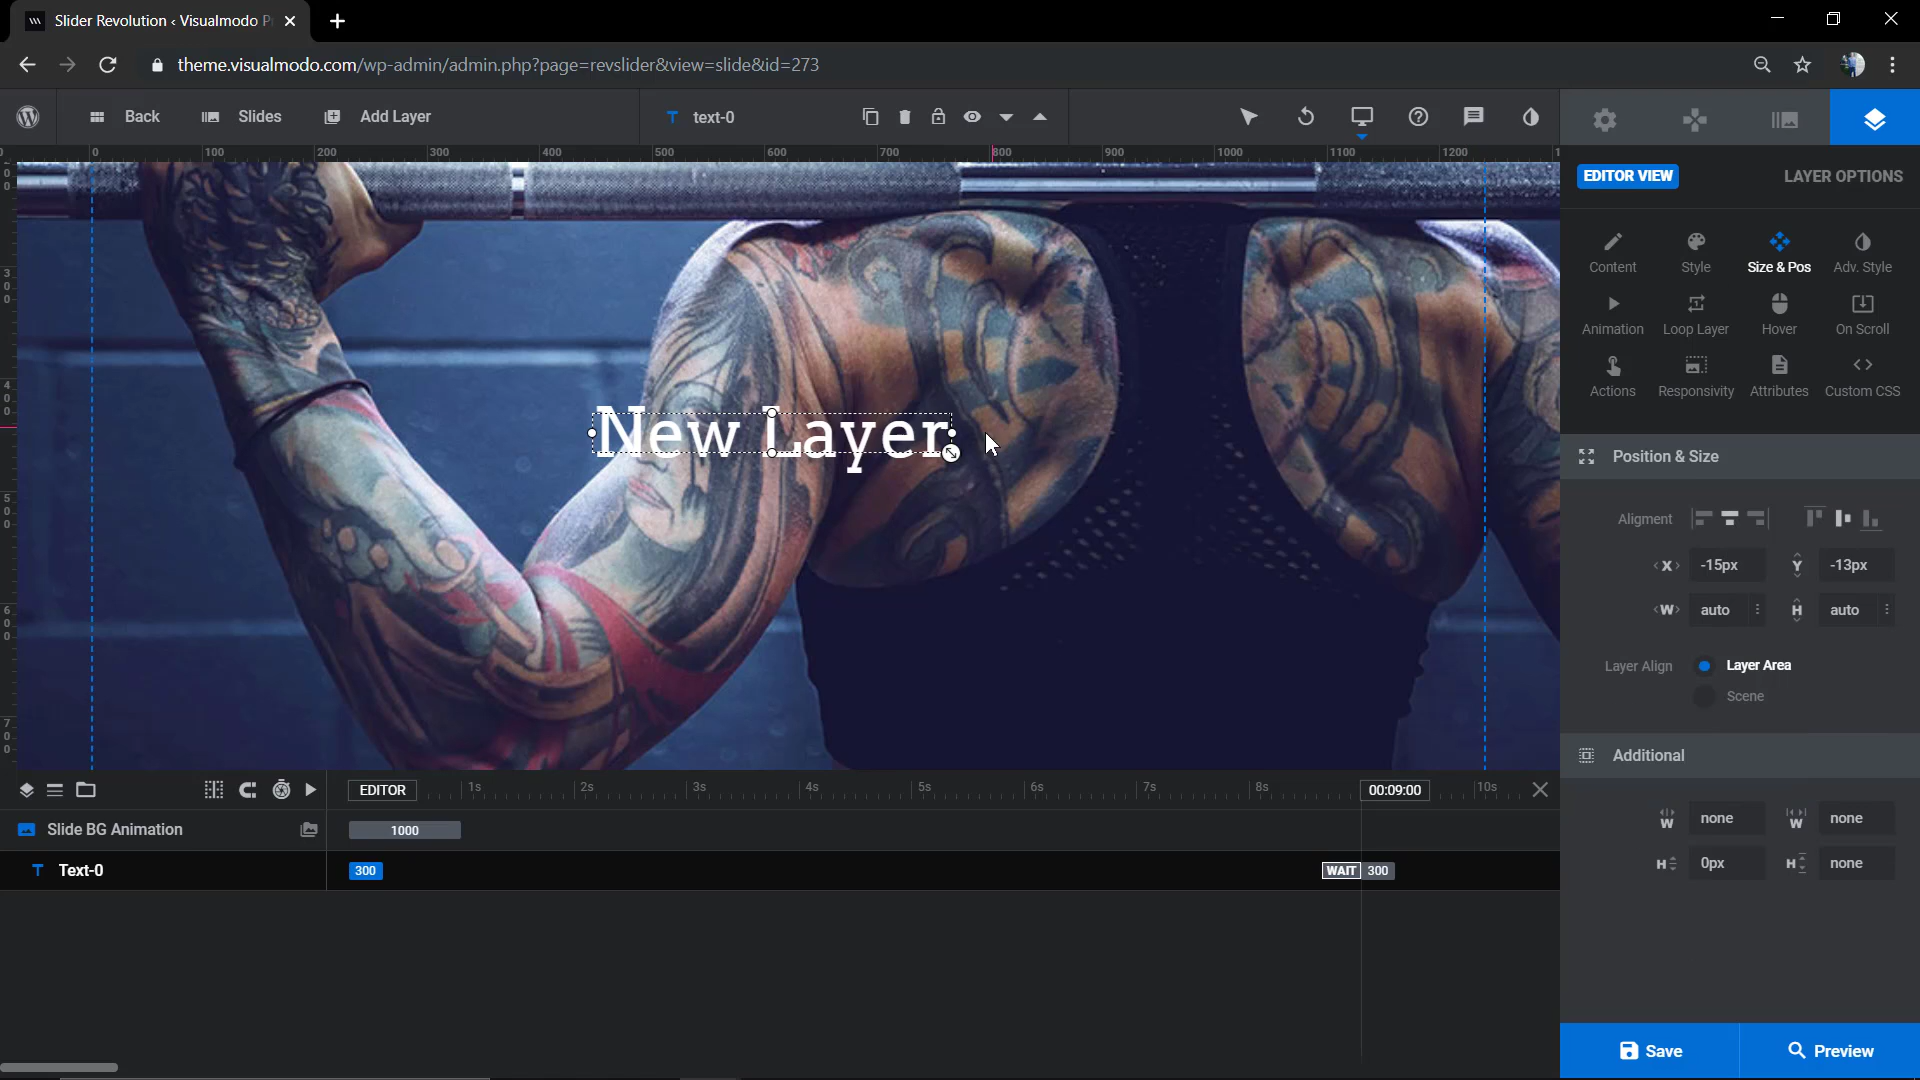 Slider Revolution ‹ Visualmodo P
theme.visualmodo.com/wp-admin/admin.php?page=revslider&view=slide&id=273
Back Slides Add Layer text-0
0 100 200 300 400 500 600 700 800 900 1000 1100 1200
EDITOR VIEW LAYER OPTIONS
Content Style Size & Pos Adv. Style
Animation Loop Layer Hover On Scroll
Actions Responsivity Attributes Custom CSS
New Layer
Position & Size
Aligment
X -15px Y -13px
W auto H auto
Layer Align Layer Area
Scene
Additional
W none W none
H 0px H none
EDITOR 1s 2s 3s 4s 5s 6s 7s 8s 00:09:00 10s
Slide BG Animation 1000
Text-0 300 WAIT 300
Save Preview